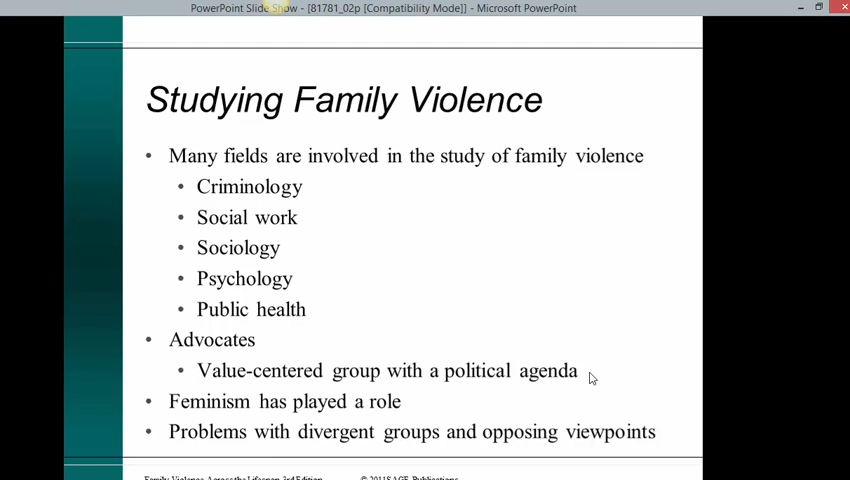 PowerPoint Slide Show - [81781_02p [Compatibility Mode]] - Microsoft PowerPoint
Studying Family Violence
• Many fields are involved in the study of family violence
• Criminology
• Social work
• Sociology
• Psychology
• Public health
• Advocates
• Value-centered group with a political agenda
• Feminism has played a role
• Problems with divergent groups and opposing viewpoints
Family Violence Across the Lifespan 3rd Edition © 2011SAGE Publications